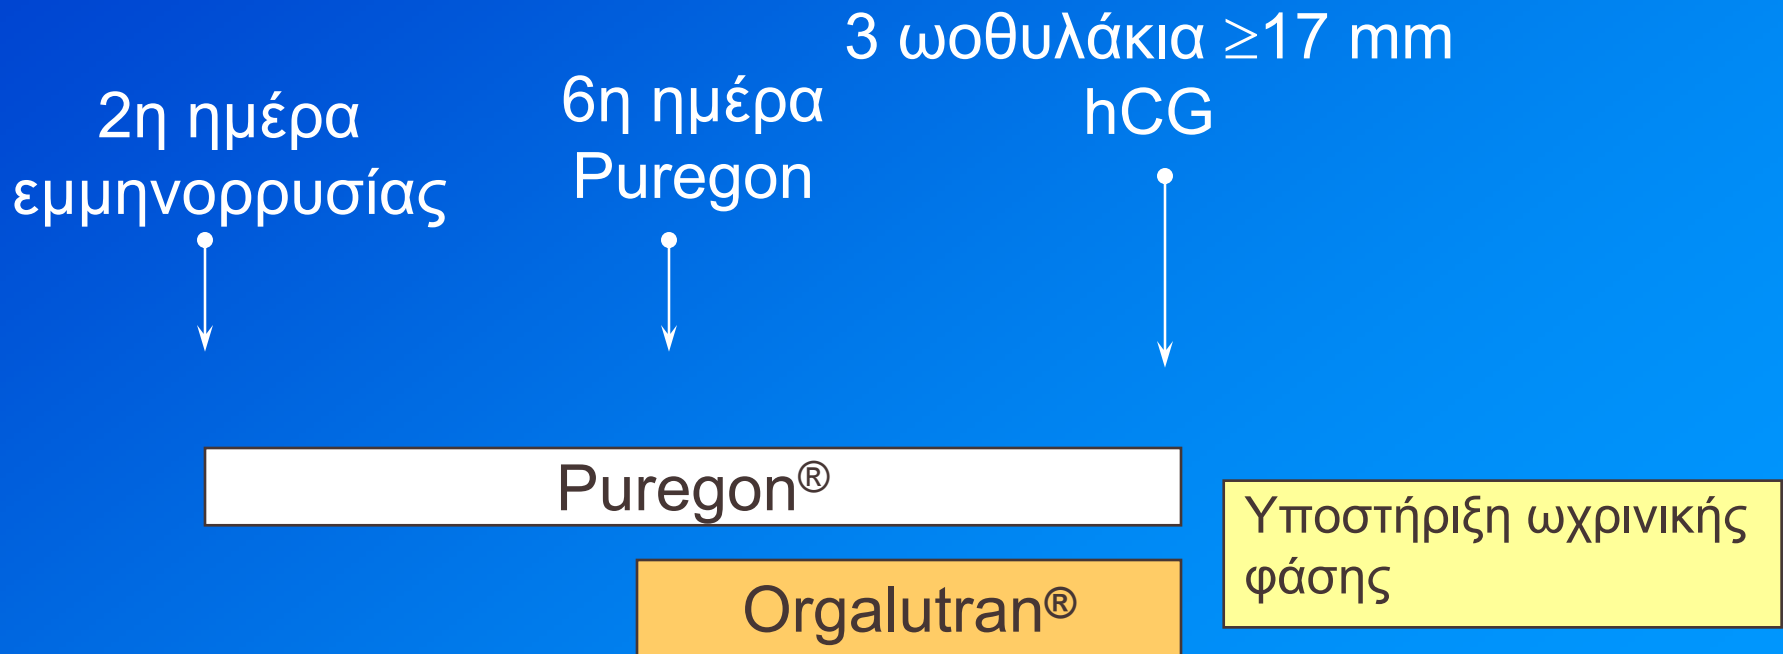 2η ημέρα
εμμηνορρυσίας
6η ημέρα
Puregon
3 ωοθυλάκια ≥17 mm
hCG
Puregon®
Orgalutran®
Υποστήριξη ωχρινικής
φάσης